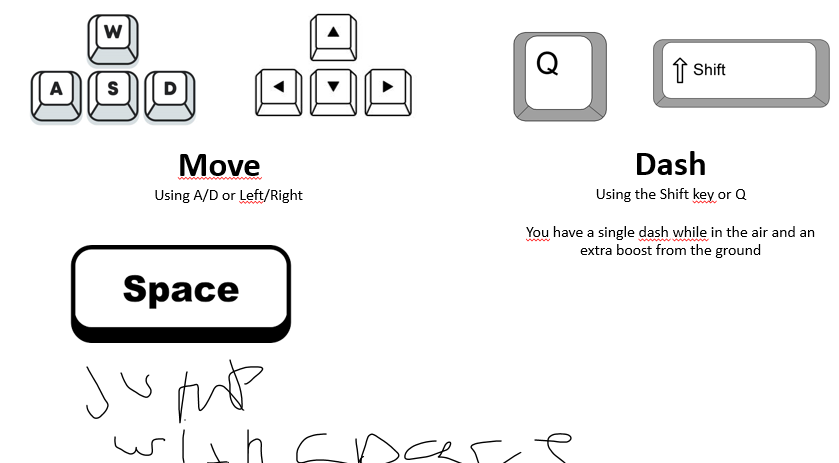 W
A S D
Q
Shift
Move
Using A/D or Left/Right
Dash
Using the Shift key or Q
You have a single dash while in the air and an
extra boost from the ground
Space
Jump
with space